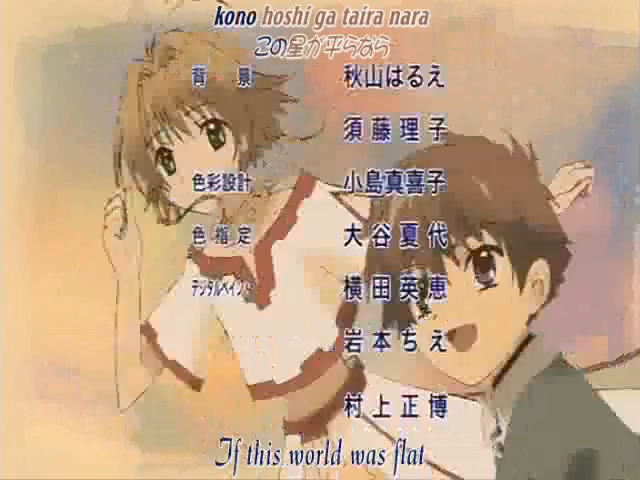 kono hoshi ga taira nara
この星が平らなら
背景 秋山はるえ
須藤理子
色彩設計 小島真喜子
色指定 大谷夏代
デジタルペイント 横田英恵
岩本ちえ
村上正博
If this world was flat